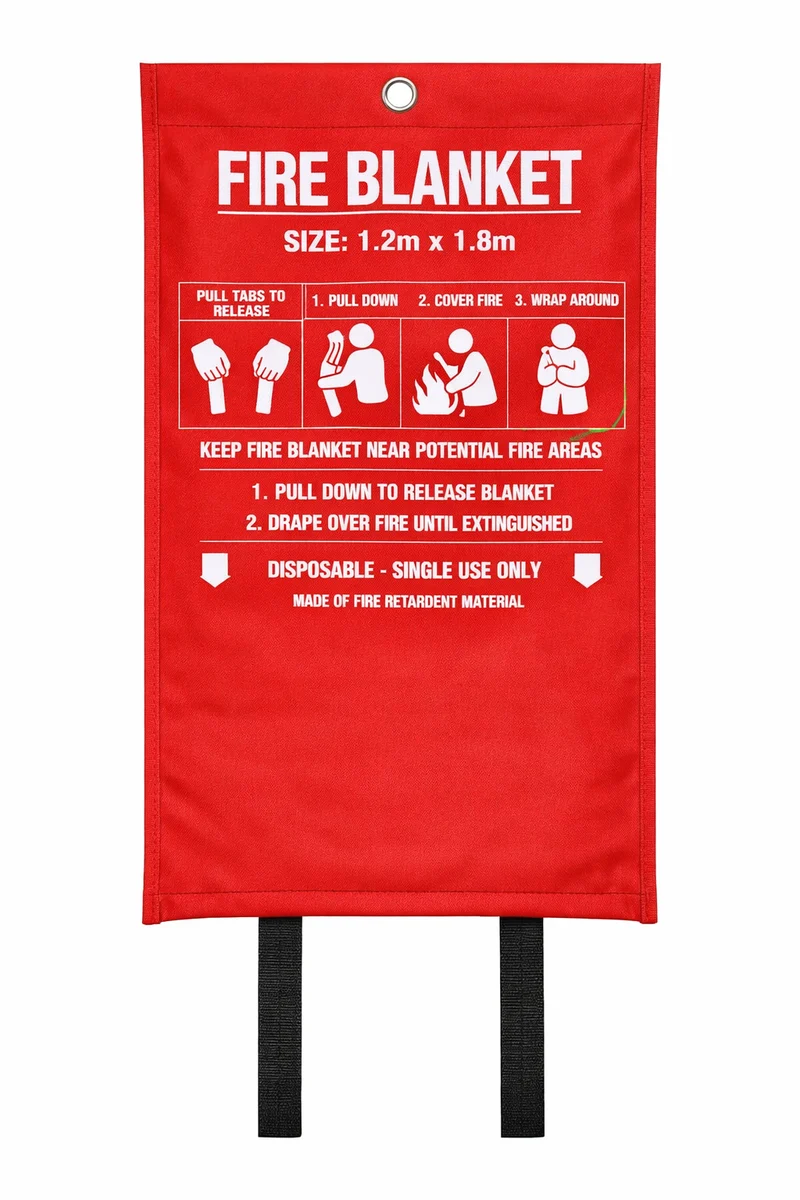 FIRE BLANKET
SIZE: 1.2m x 1.8m
PULL TABS TO
RELEASE
1. PULL DOWN
2. COVER FIRE
3. WRAP AROUND
KEEP FIRE BLANKET NEAR POTENTIAL FIRE AREAS
1. PULL DOWN TO RELEASE BLANKET
2. DRAPE OVER FIRE UNTIL EXTINGUISHED
DISPOSABLE - SINGLE USE ONLY
MADE OF FIRE RETARDENT MATERIAL